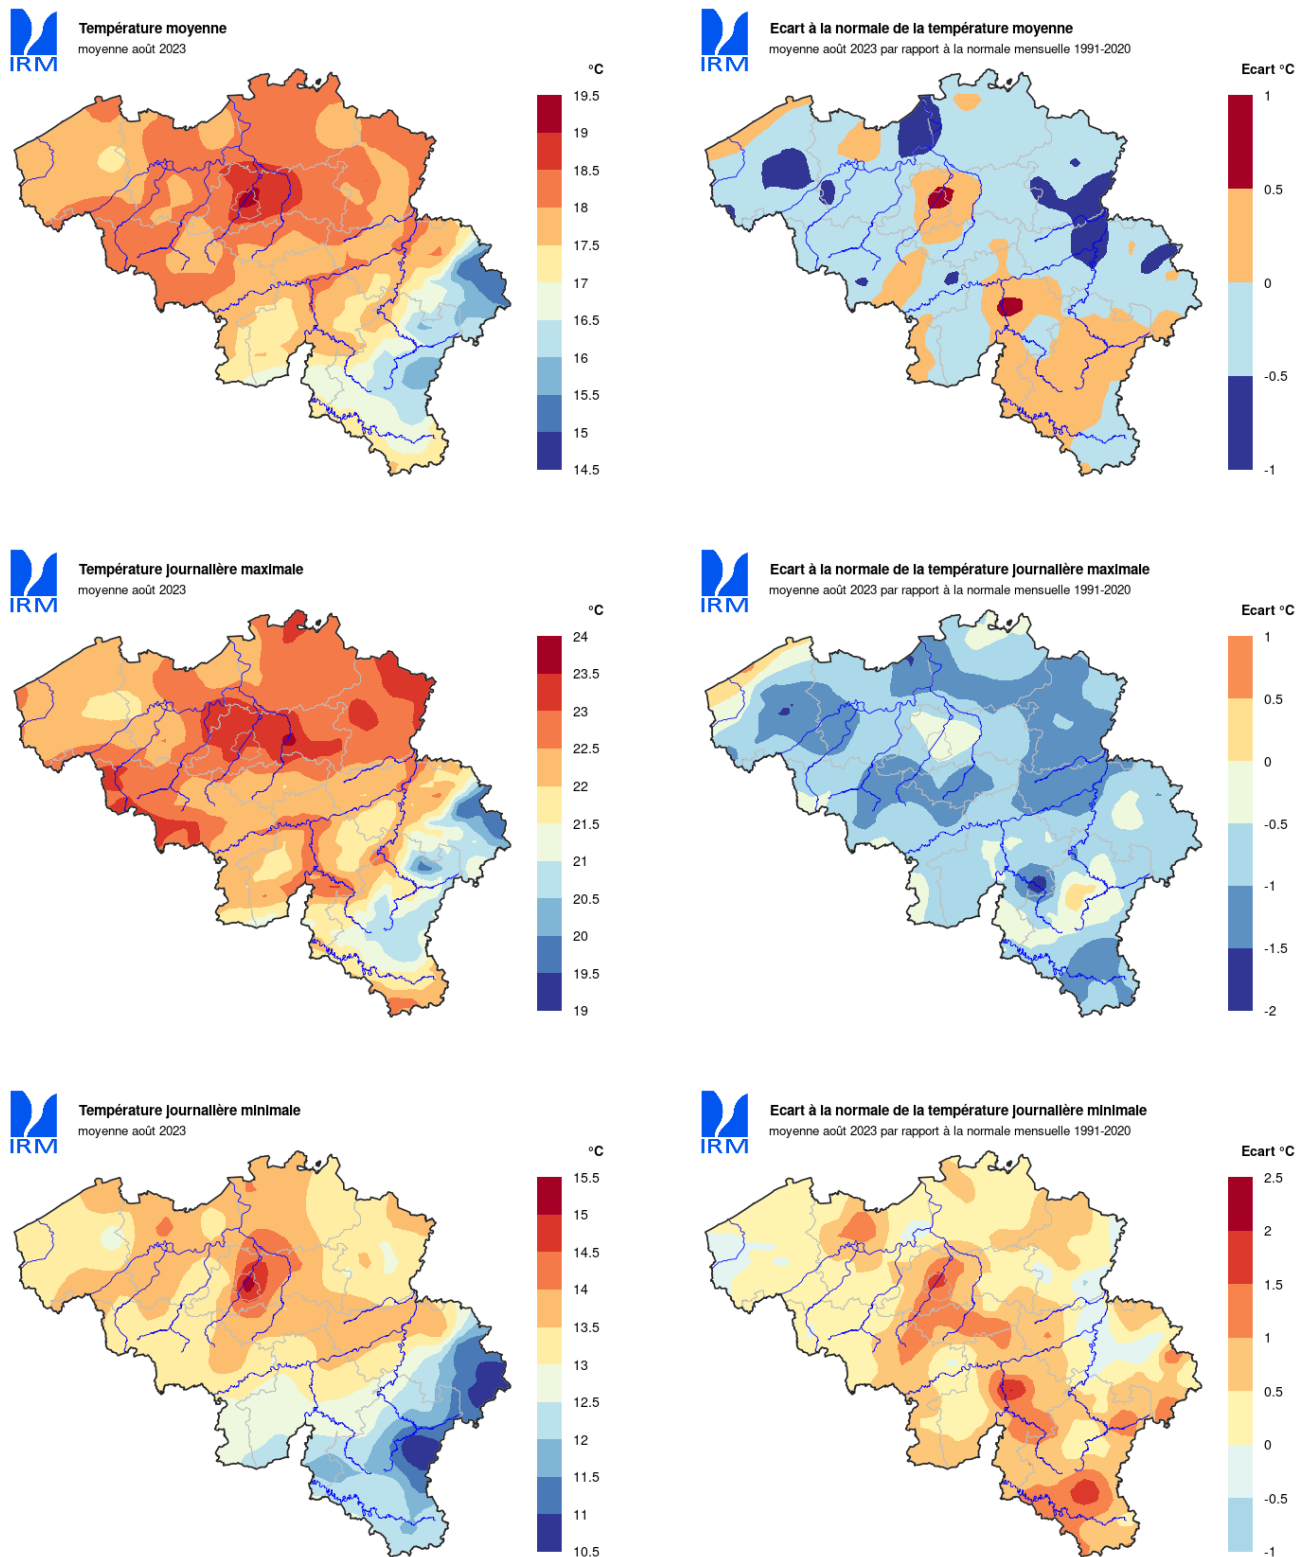 IRM
Température moyenne
moyenne août 2023
°C
19.5
19
18.5
18
17.5
17
16.5
16
15.5
15
14.5
IRM
Ecart à la normale de la température moyenne
moyenne août 2023 par rapport à la normale mensuelle 1991-2020
Ecart °C
1
0.5
0
-0.5
-1
IRM
Température journalière maximale
moyenne août 2023
°C
24
23.5
23
22.5
22
21.5
21
20.5
20
19.5
19
IRM
Ecart à la normale de la température journalière maximale
moyenne août 2023 par rapport à la normale mensuelle 1991-2020
Ecart °C
1
0.5
0
-0.5
-1
-1.5
-2
IRM
Température journalière minimale
moyenne août 2023
°C
15.5
15
14.5
14
13.5
13
12.5
12
11.5
11
10.5
IRM
Ecart à la normale de la température journalière minimale
moyenne août 2023 par rapport à la normale mensuelle 1991-2020
Ecart °C
2.5
2
1.5
1
0.5
0
-0.5
-1